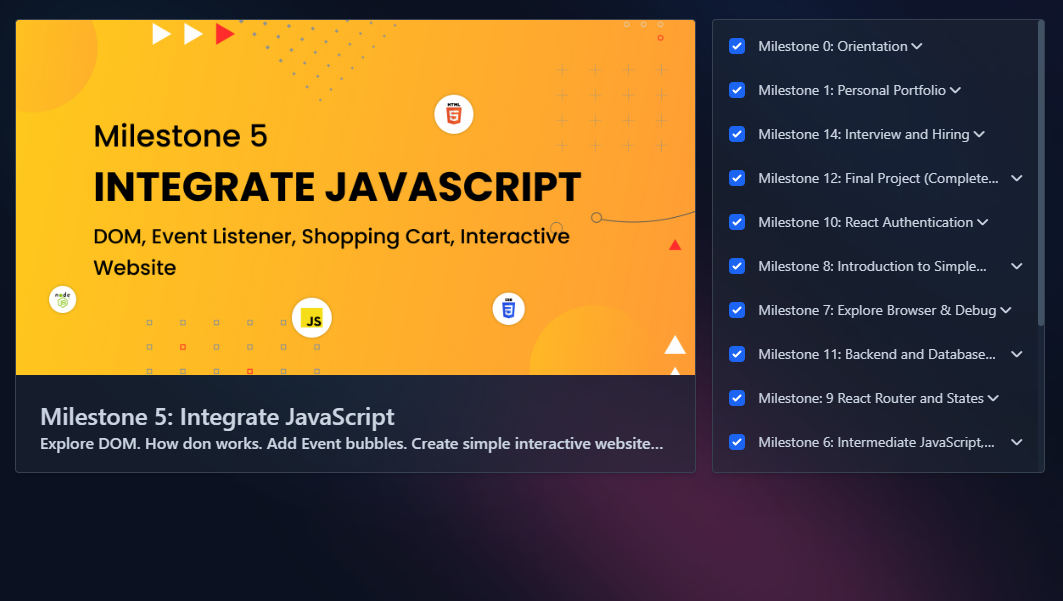 Milestone 5
INTEGRATE JAVASCRIPT
DOM, Event Listener, Shopping Cart, Interactive
Website
HTML
node
JS
JS
Milestone 5: Integrate JavaScript
Explore DOM. How don works. Add Event bubbles. Create simple interactive website...
Milestone 0: Orientation
Milestone 1: Personal Portfolio
Milestone 14: Interview and Hiring
Milestone 12: Final Project (Complete...
Milestone 10: React Authentication
Milestone 8: Introduction to Simple...
Milestone 7: Explore Browser & Debug
Milestone 11: Backend and Database...
Milestone: 9 React Router and States
Milestone 6: Intermediate JavaScript,...